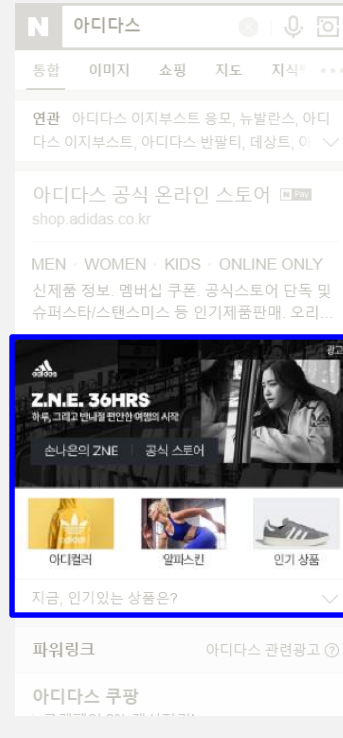 N 아디다스
통합 이미지 쇼핑 지도 지식
연관 아디다스 이지부스트 응모, 뉴발란스, 아디
다스 이지부스트, 아디다스 반팔티, 데상트,
아디다스 공식 온라인 스토어 N Pay
shop.adidas.co.kr
MEN · WOMEN · KIDS · ONLINE ONLY
신제품 정보. 멤버십 쿠폰. 공식스토어 단독 및
슈퍼스타/스탠스미스 등 인기제품판매. 오리...
광고
adidas
Z.N.E. 36HRS
하루, 그리고 반나절 편안한 여행의 시작
손나은의 ZNE 공식 스토어
adidas
아디컬러 알파스킨 인기 상품
지금, 인기있는 상품은?
파워링크 아디다스 관련광고 ?
아디다스 쿠팡